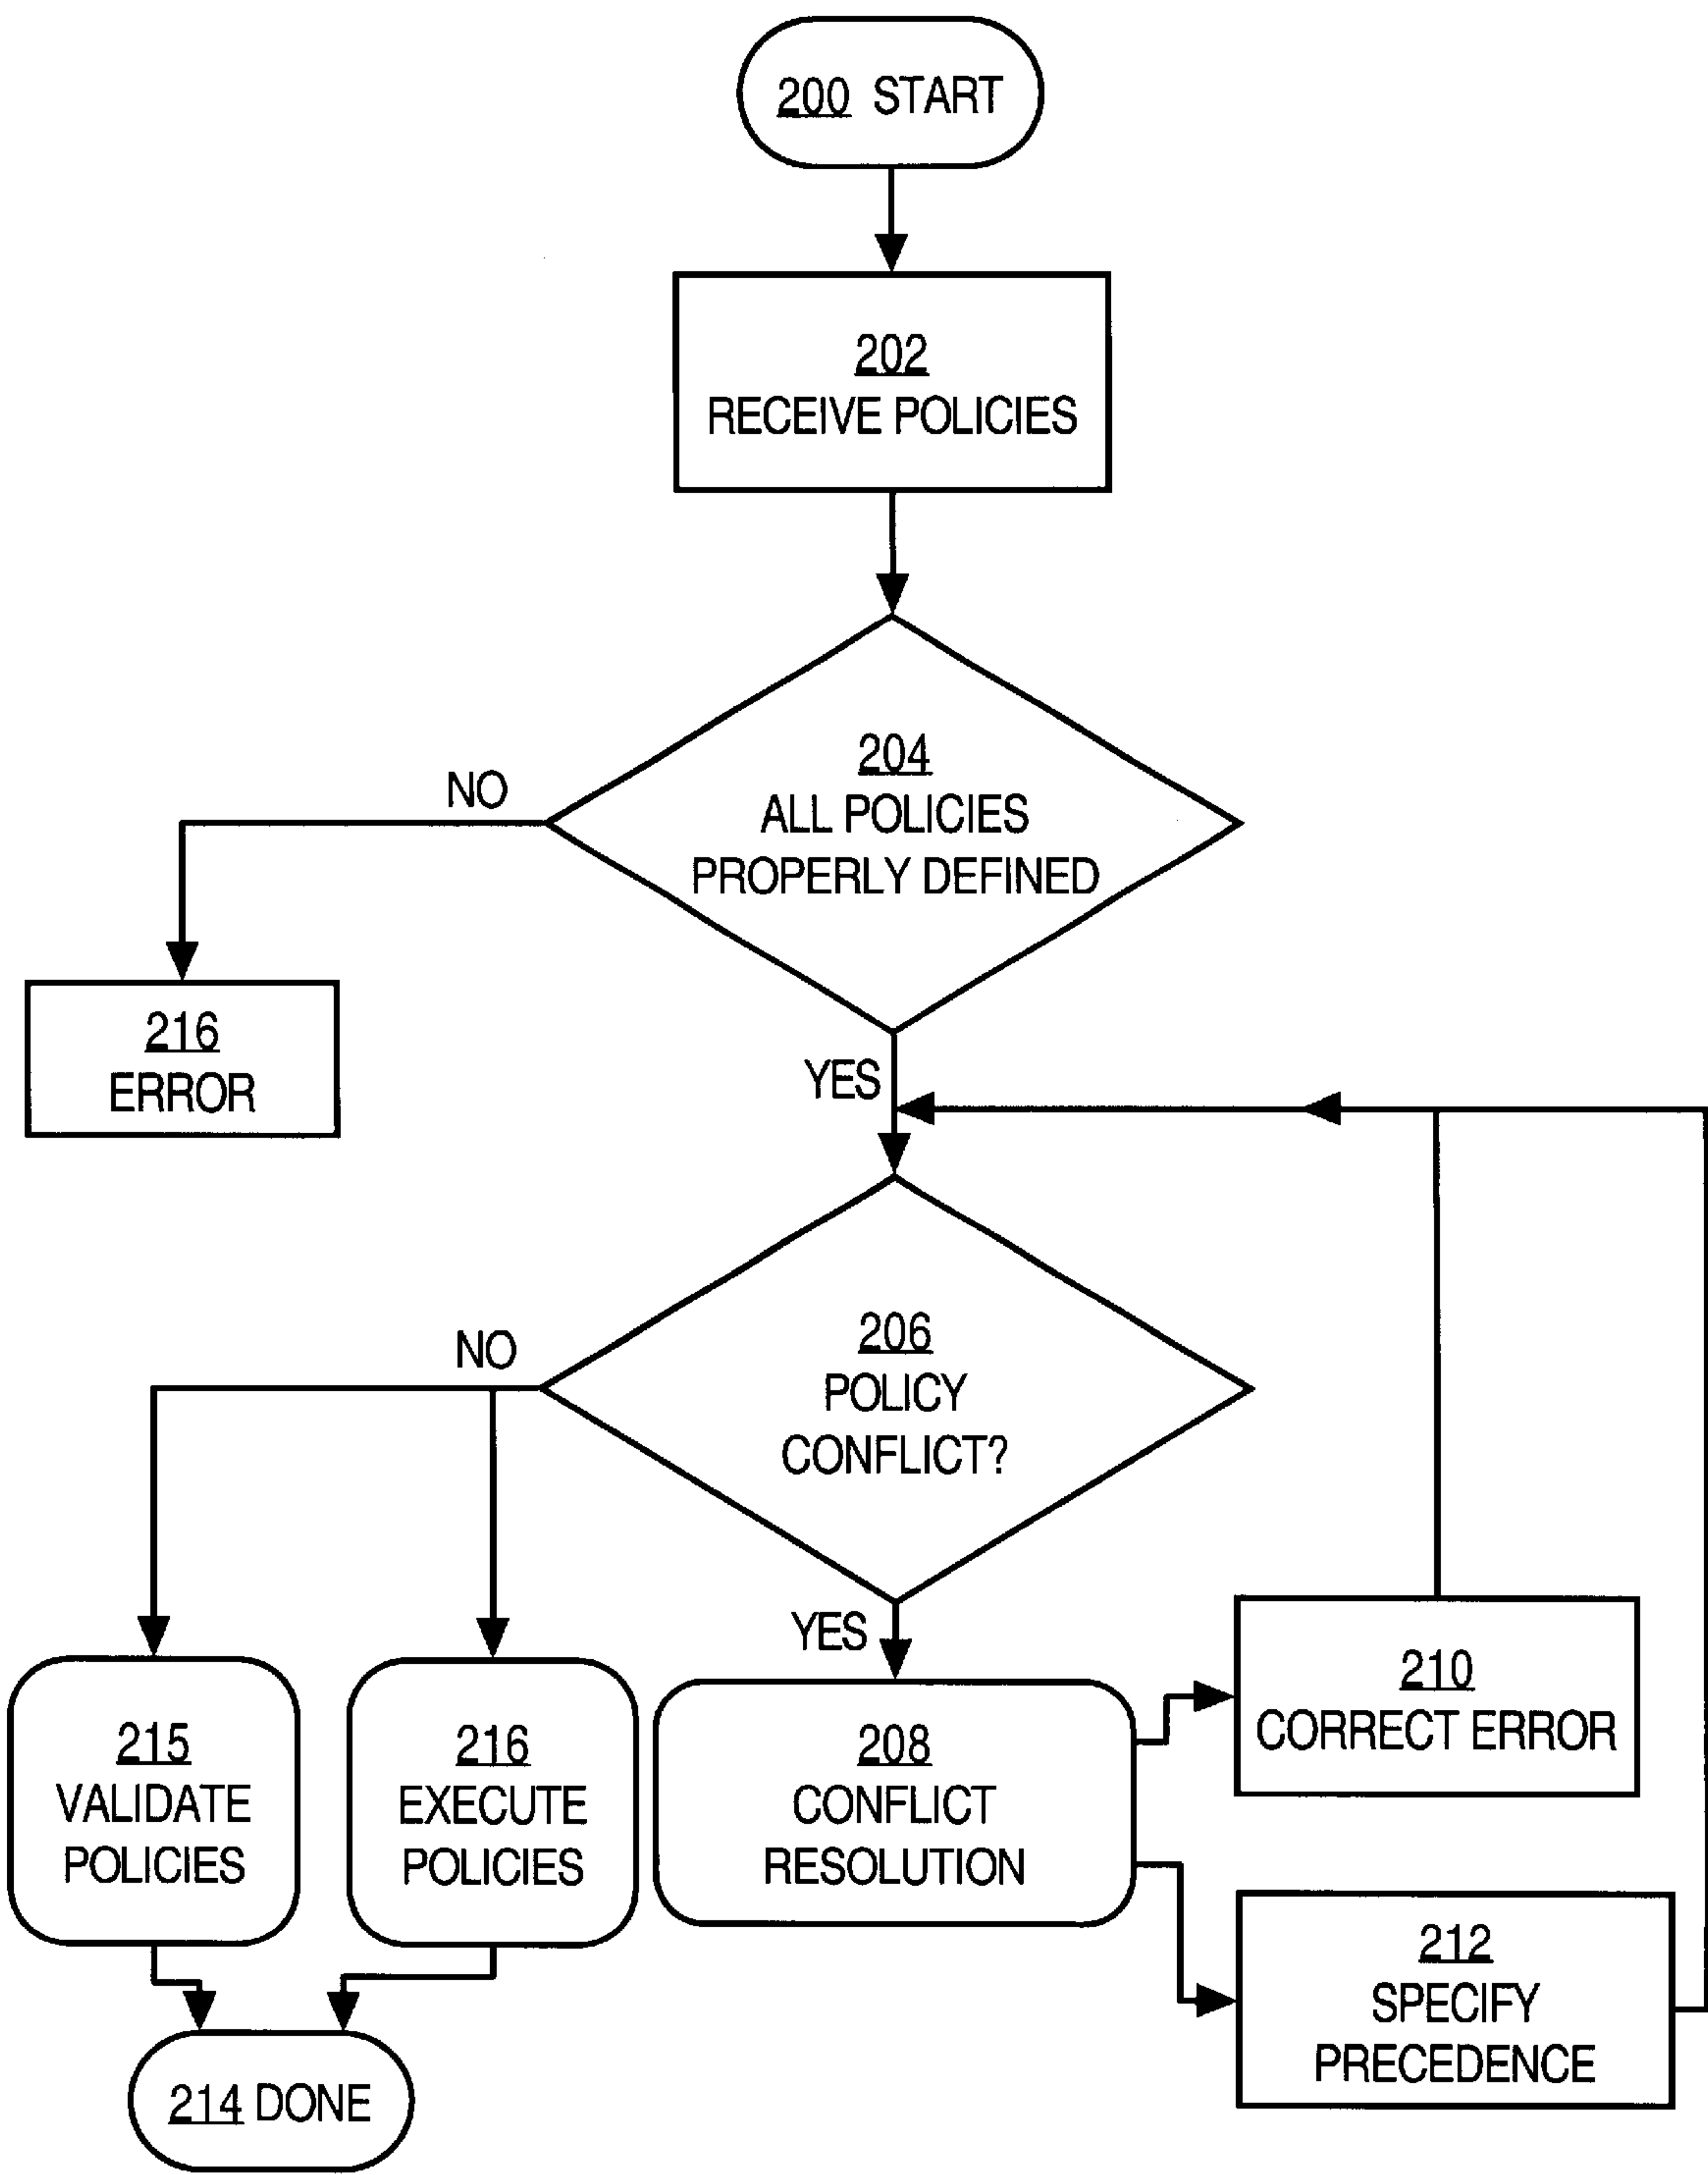 200 START
202
RECEIVE POLICIES
204
ALL POLICIES
PROPERLY DEFINED
NO
216
ERROR
YES
206
POLICY
CONFLICT?
NO
YES
215
VALIDATE
POLICIES
216
EXECUTE
POLICIES
208
CONFLICT
RESOLUTION
210
CORRECT ERROR
212
SPECIFY
PRECEDENCE
214 DONE